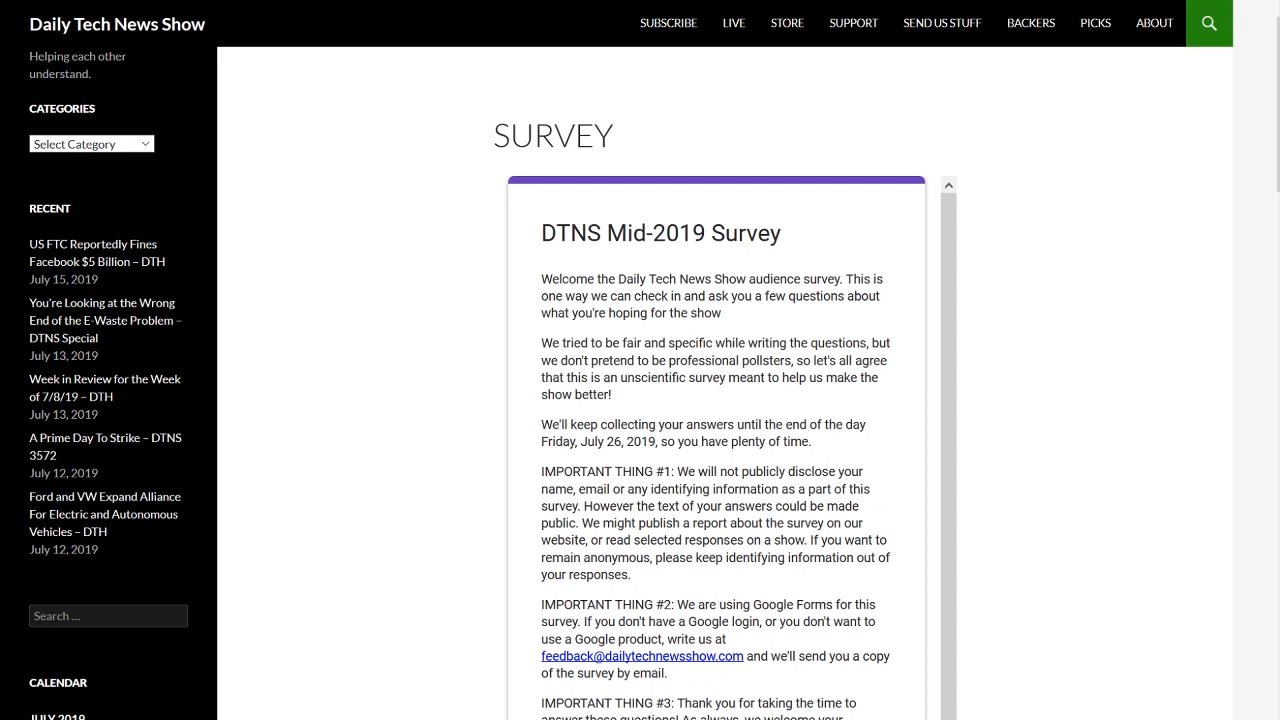 Daily Tech News Show
SUBSCRIBE LIVE STORE SUPPORT SEND US STUFF BACKERS PICKS ABOUT
Helping each other
understand.
CATEGORIES
Select Category
RECENT
US FTC Reportedly Fines
Facebook $5 Billion – DTH
July 15, 2019
You're Looking at the Wrong
End of the E-Waste Problem –
DTNS Special
July 13, 2019
Week in Review for the Week
of 7/8/19 – DTH
July 13, 2019
A Prime Day To Strike – DTNS
3572
July 12, 2019
Ford and VW Expand Alliance
For Electric and Autonomous
Vehicles – DTH
July 12, 2019
Search …
CALENDAR
JULY 2019
SURVEY
DTNS Mid-2019 Survey
Welcome the Daily Tech News Show audience survey. This is
one way we can check in and ask you a few questions about
what you're hoping for the show
We tried to be fair and specific while writing the questions, but
we don't pretend to be professional pollsters, so let's all agree
that this is an unscientific survey meant to help us make the
show better!
We'll keep collecting your answers until the end of the day
Friday, July 26, 2019, so you have plenty of time.
IMPORTANT THING #1: We will not publicly disclose your
name, email or any identifying information as a part of this
survey. However the text of your answers could be made
public. We might publish a report about the survey on our
website, or read selected responses on a show. If you want to
remain anonymous, please keep identifying information out of
your responses.
IMPORTANT THING #2: We are using Google Forms for this
survey. If you don't have a Google login, or you don't want to
use a Google product, write us at
feedback@dailytechnewsshow.com and we'll send you a copy
of the survey by email.
IMPORTANT THING #3: Thank you for taking the time to
answer these questions! As always, we welcome your